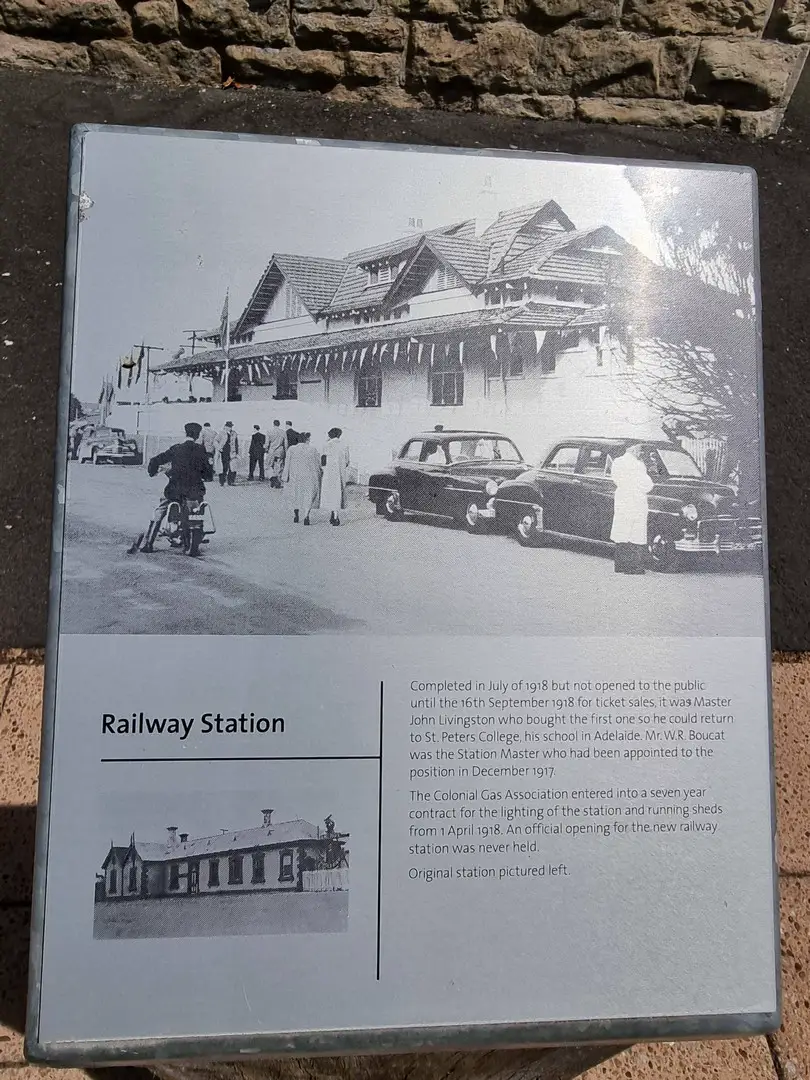 Railway Station
Completed in July of 1918 but not opened to the public
until the 16th September 1918 for ticket sales, it was Master
John Livingston who bought the first one so he could return
to St. Peters College, his school in Adelaide. Mr. W.R. Boucat
was the Station Master who had been appointed to the
position in December 1917.
The Colonial Gas Association entered into a seven year
contract for the lighting of the station and running sheds
from 1 April 1918. An official opening for the new railway
station was never held.
Original station pictured left.